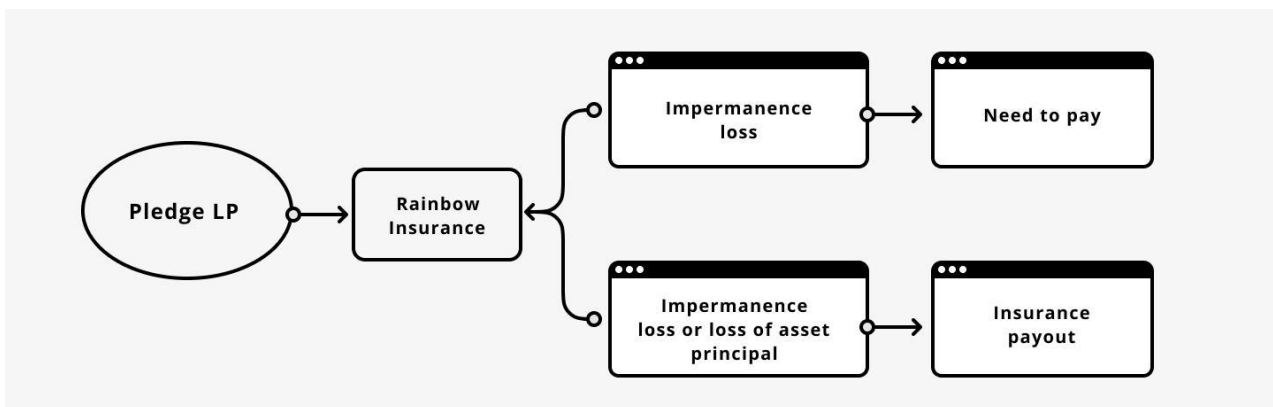 Pledge LP
Rainbow
Insurance
Impermanence
loss
Need to pay
Impermanence
loss or loss of asset
principal
Insurance
payout